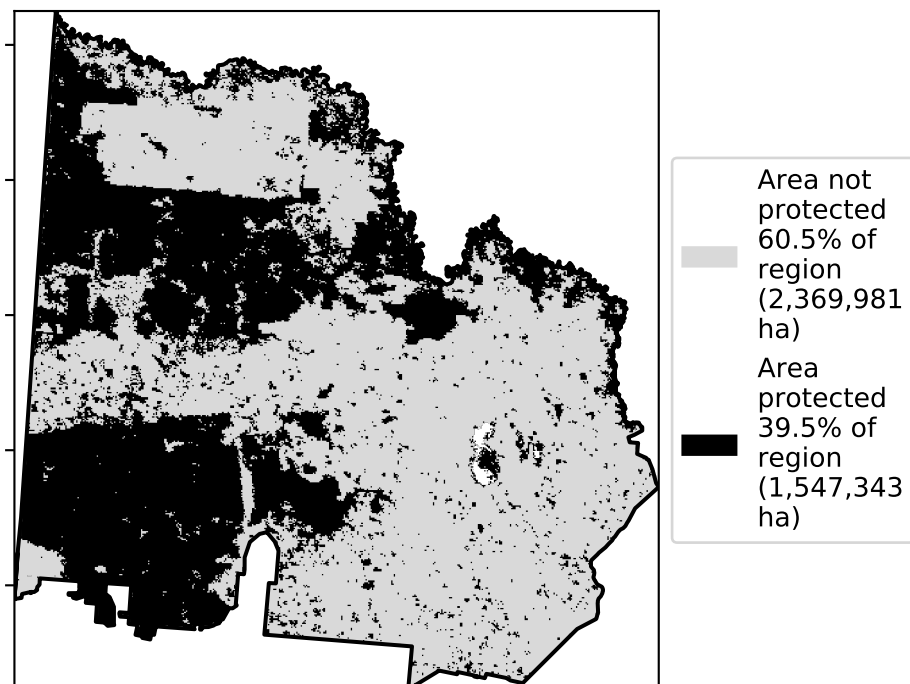 Area not
protected
60.5% of
region
(2,369,981
ha)
Area
protected
39.5% of
region
(1,547,343
ha)